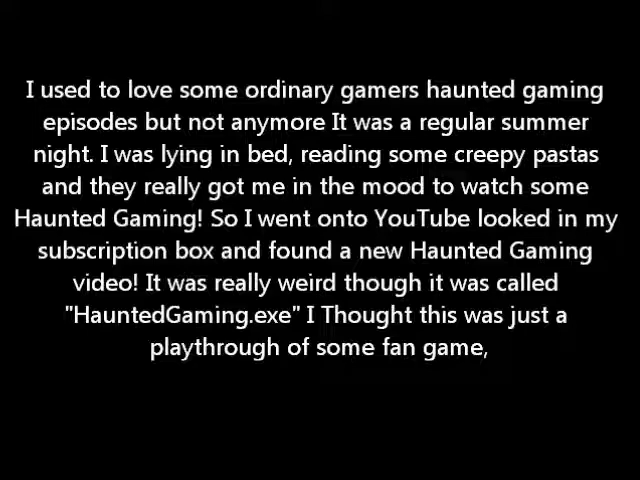 I used to love some ordinary gamers haunted gaming
episodes but not anymore It was a regular summer
night. I was lying in bed, reading some creepy pastas
and they really got me in the mood to watch some
Haunted Gaming! So I went onto YouTube looked in my
subscription box and found a new Haunted Gaming
video! It was really weird though it was called
"HauntedGaming.exe" I Thought this was just a
playthrough of some fan game,